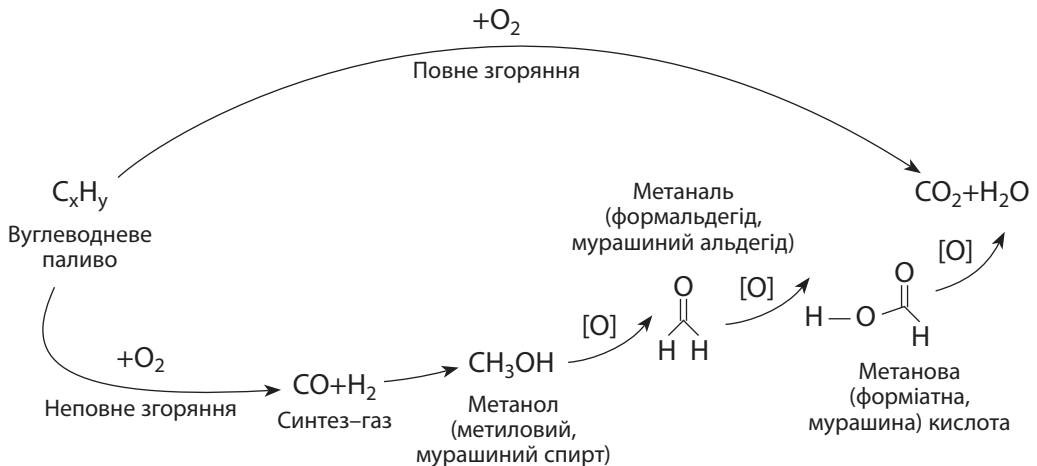 +O₂
Повне згоряння
CₓHᵧ
Вуглеводневе
паливо
+O₂
Неповне згоряння
CO+H₂
Синтез–газ
CH₃OH
Метанол
(метиловий,
мурашиний спирт)
[O]
Метаналь
(формальдегід,
мурашиний альдегід)
O
H H
[O]
O
H — O
H
Метанова
(форміатна,
мурашина) кислота
[O]
CO₂+H₂O